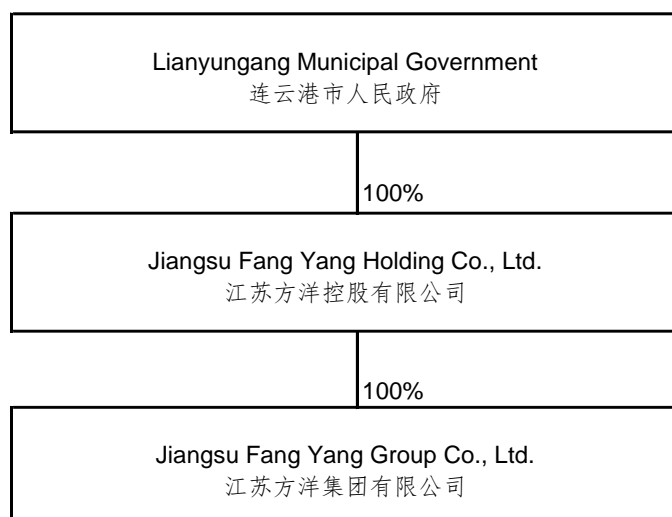 Lianyungang Municipal Government
连云港市人民政府
100%
Jiangsu Fang Yang Holding Co., Ltd.
江苏方洋控股有限公司
100%
Jiangsu Fang Yang Group Co., Ltd.
江苏方洋集团有限公司